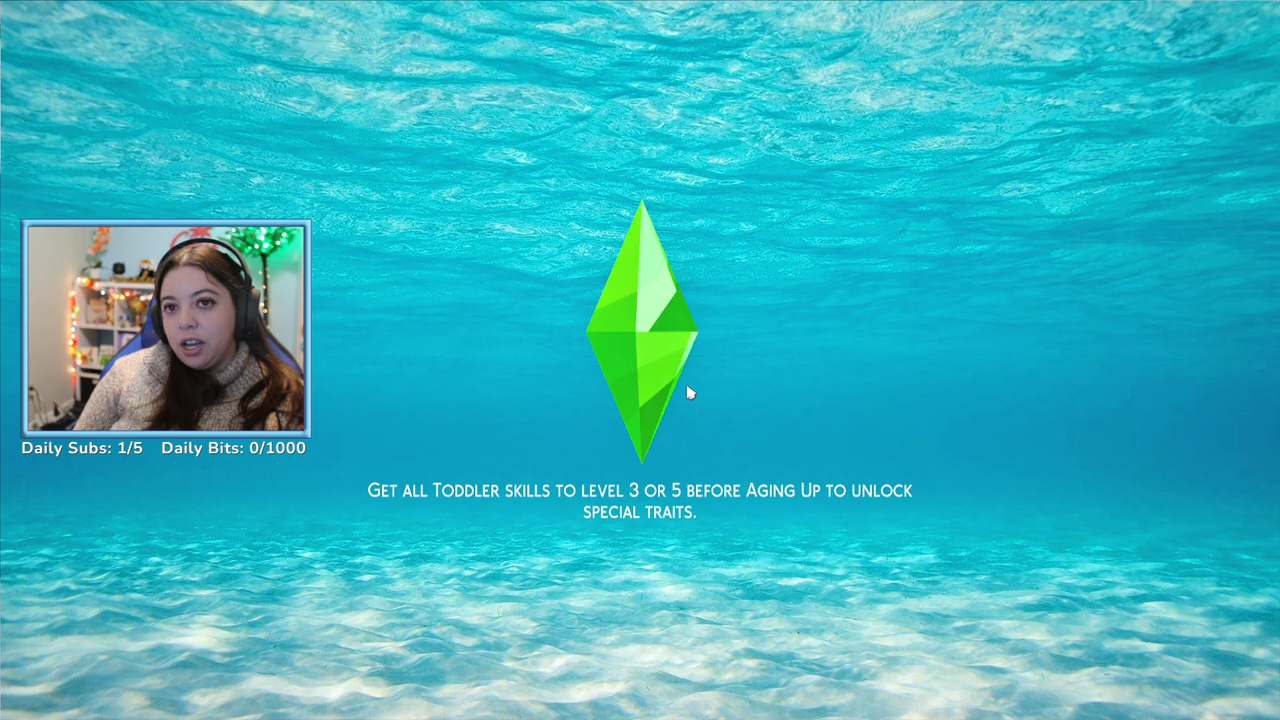 Daily Subs: 1/5 Daily Bits: 0/1000
Get all Toddler skills to level 3 or 5 before Aging Up to unlock
special traits.